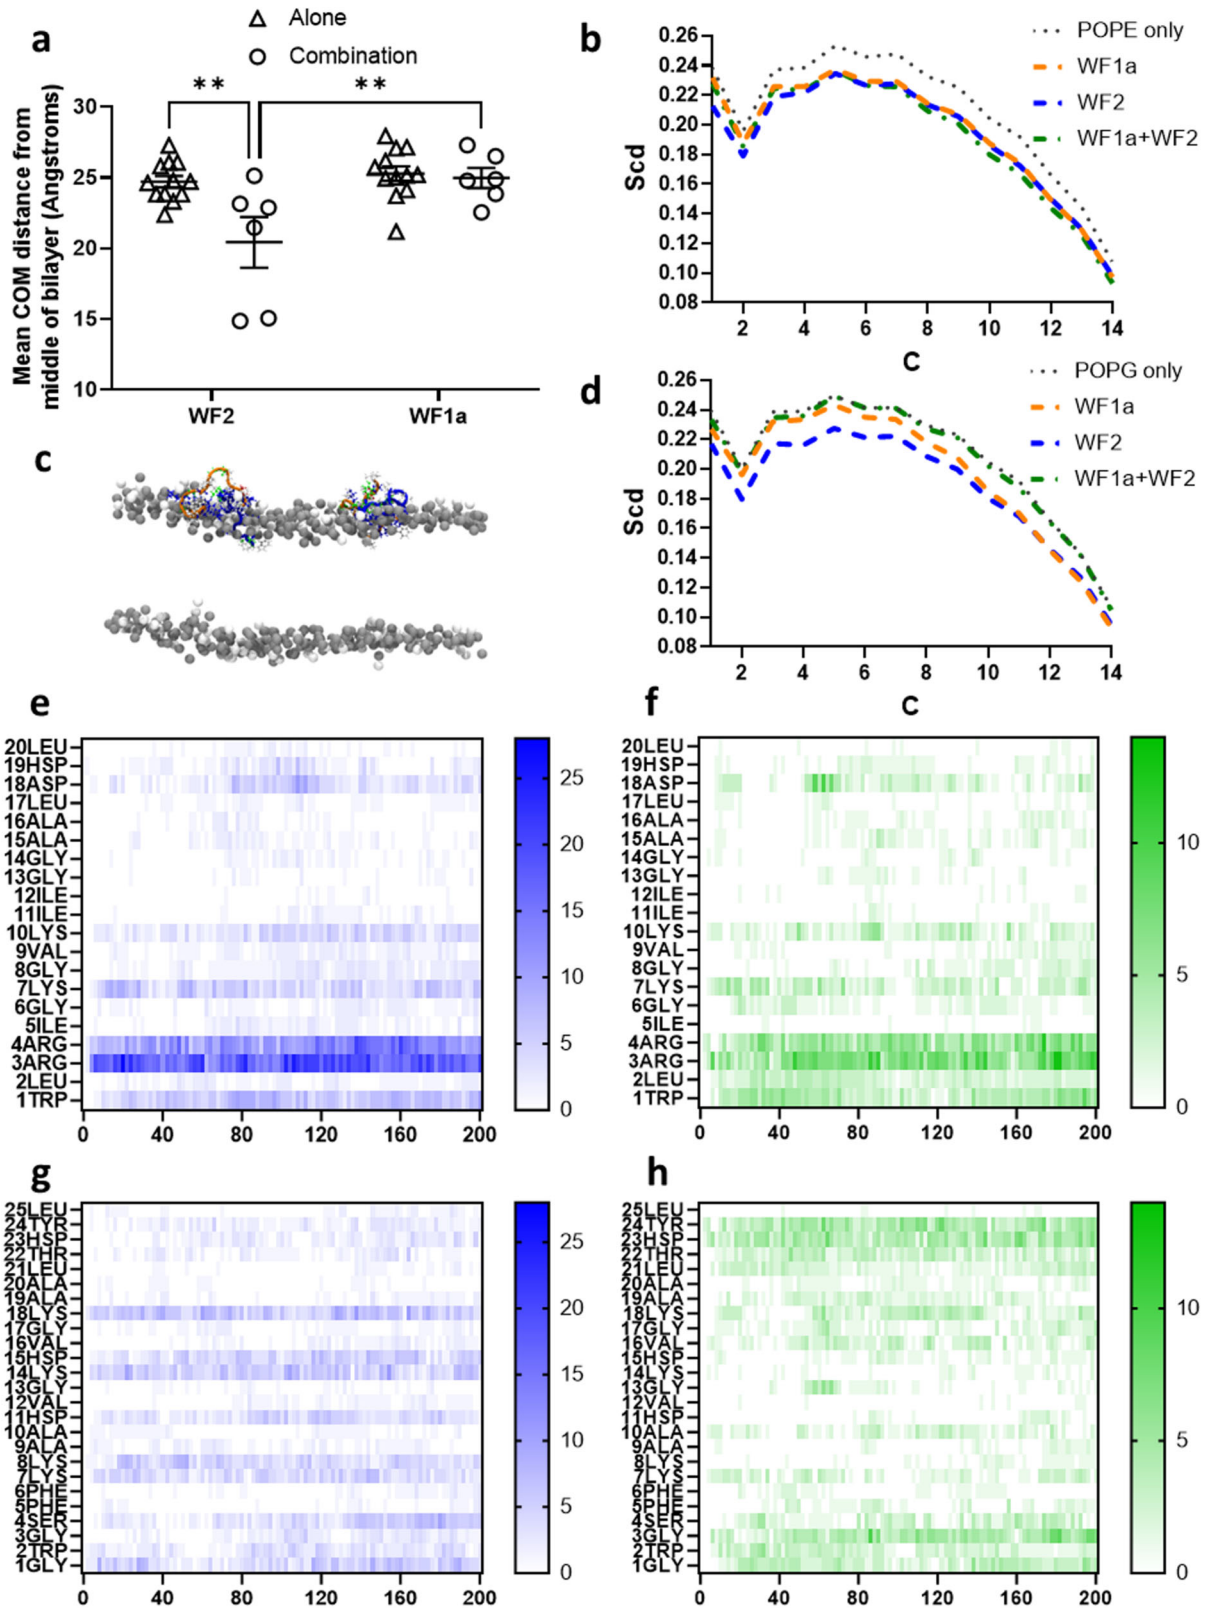 a
Alone
Combination
**
**
Mean COM distance from
middle of bilayer (Angstroms)
30
25
20
15
10
WF2
WF1a
b
POPE only
WF1a
WF2
WF1a+WF2
Scd
0.26
0.24
0.22
0.20
0.18
0.16
0.14
0.12
0.10
0.08
2 4 6 8 10 12 14
C
c
d
POPG only
WF1a
WF2
WF1a+WF2
Scd
0.26
0.24
0.22
0.20
0.18
0.16
0.14
0.12
0.10
0.08
2 4 6 8 10 12 14
C
e
20LEU
19HSP
18ASP
17LEU
16ALA
15ALA
14GLY
13GLY
12ILE
11ILE
10LYS
9VAL
8GLY
7LYS
6GLY
5ILE
4ARG
3ARG
2LEU
1TRP
0 40 80 120 160 200
25
20
15
10
5
0
f
20LEU
19HSP
18ASP
17LEU
16ALA
15ALA
14GLY
13GLY
12ILE
11ILE
10LYS
9VAL
8GLY
7LYS
6GLY
5ILE
4ARG
3ARG
2LEU
1TRP
0 40 80 120 160 200
10
5
0
g
25LEU
24TYR
23HSP
22THR
21LEU
20ALA
19ALA
18LYS
17GLY
16VAL
15HSP
14LYS
13GLY
12VAL
11HSP
10ALA
9ALA
8LYS
7LYS
6PHE
5PHE
4SER
3GLY
2TRP
1GLY
0 40 80 120 160 200
25
20
15
10
5
0
h
25LEU
24TYR
23HSP
22THR
21LEU
20ALA
19ALA
18LYS
17GLY
16VAL
15HSP
14LYS
13GLY
12VAL
11HSP
10ALA
9ALA
8LYS
7LYS
6PHE
5PHE
4SER
3GLY
2TRP
1GLY
0 40 80 120 160 200
10
5
0